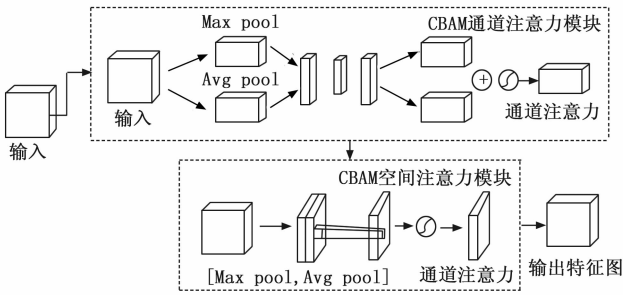 Max pool
CBAM通道注意力模块
Avg pool
输入
通道注意力
输入
CBAM空间注意力模块
[Max pool,Avg pool]
通道注意力
输出特征图